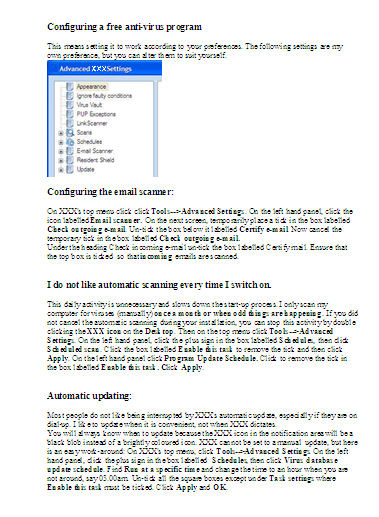 Configuring a free anti-virus program
This means setting it to work according to your preferences. The following settings are my
own preference, but you can alter them to suit yourself.
Advanced XXXSettings
Appearance
Ignore faulty conditions
Virus Vault
PUP Exceptions
LinkScanner
Scans
Schedules
E-mail Scanner
Resident Shield
Update
Configuring the email scanner:
On XXX's top menu click click Tools-->Advanced Settings. On the left hand panel, click the
icon labelled Email scanner. On the next screen, temporarily place a tick in the box labelled
Check outgoing e-mail. Un-tick the box below it labelled Certify e-mail. Now cancel the
temporary tick in the box labelled Check outgoing e-mail.
Under the heading Check incoming e-mail un-tick the box labelled Certify mail. Ensure that
the top box is ticked so that incoming emails are scanned.
I do not like automatic scanning every time I switch on.
This daily activity is unnecessary and slows down the start-up process. I only scan my
computer for viruses (manually) once a month or when odd things are happening. If you did
not cancel the automatic scanning during your installation, you can stop this activity by double
clicking the XXX icon on the Desk top. Then on the top menu click Tools -->Advanced
Settings. On the left hand panel, click the plus sign in the box labelled Schedules, then click
Scheduled scan. Click the box labelled Enable this task to remove the tick and then click
Apply. On the left hand panel click Program Update Schedule. Click to remove the tick in
the box labelled Enable this task. Click Apply.
Automatic updating:
Most people do not like being interrupted by XXX's automatic update, especially if they are on
dial-up. I like to update when it is convenient, not when XXX dictates.
You will always know when to update because the XXX icon in the notification area will be a
black blob instead of a brightly coloured icon. XXX cannot be set to a manual update, but here
is an easy work-around: On XXX's top menu, click Tools-->Advanced Settings. On the left
hand panel, click the plus sign in the box labelled Schedules, then click Virus database
update schedule. Find Run at a specific time and change the time to an hour when you are
not around, say 03.00am. Un-tick all the square boxes except under Task settings where
Enable this task must be ticked. Click Apply and OK.